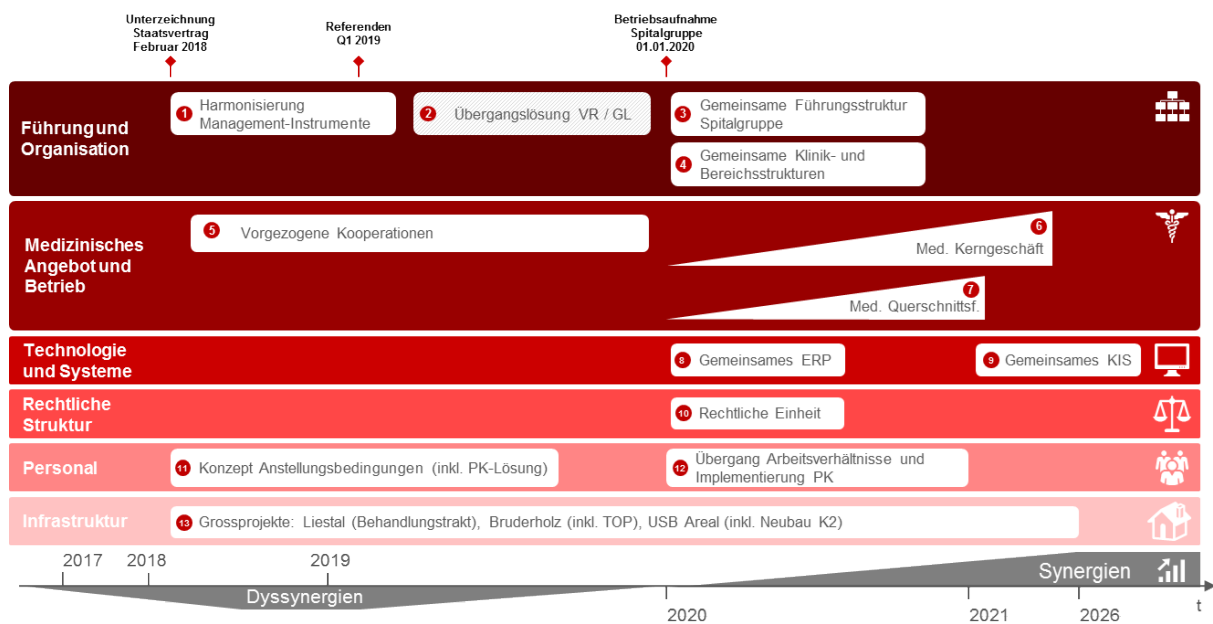 Unterzeichnung
Staatsvertrag
Februar 2018
Referenden
Q1 2019
Betriebsaufnahme
Spitalgruppe
01.01.2020
Führung und
Organisation
1 Harmonisierung
Management-Instrumente
2 Übergangslösung VR / GL
3 Gemeinsame Führungsstruktur
Spitalgruppe
4 Gemeinsame Klinik- und
Bereichsstrukturen
Medizinisches
Angebot und
Betrieb
5 Vorgezogene Kooperationen
6
Med. Kerngeschäft
7
Med. Querschnittsf.
Technologie
und Systeme
8 Gemeinsames ERP
9 Gemeinsames KIS
Rechtliche
Struktur
10 Rechtliche Einheit
Personal
11 Konzept Anstellungsbedingungen (inkl. PK-Lösung)
12 Übergang Arbeitsverhältnisse und
Implementierung PK
Infrastruktur
13 Grossprojekte: Liestal (Behandlungstrakt), Bruderholz (inkl. TOP), USB Areal (inkl. Neubau K2)
2017
2018
2019
Synergien
Dyssynergien
2020
2021
2026
t